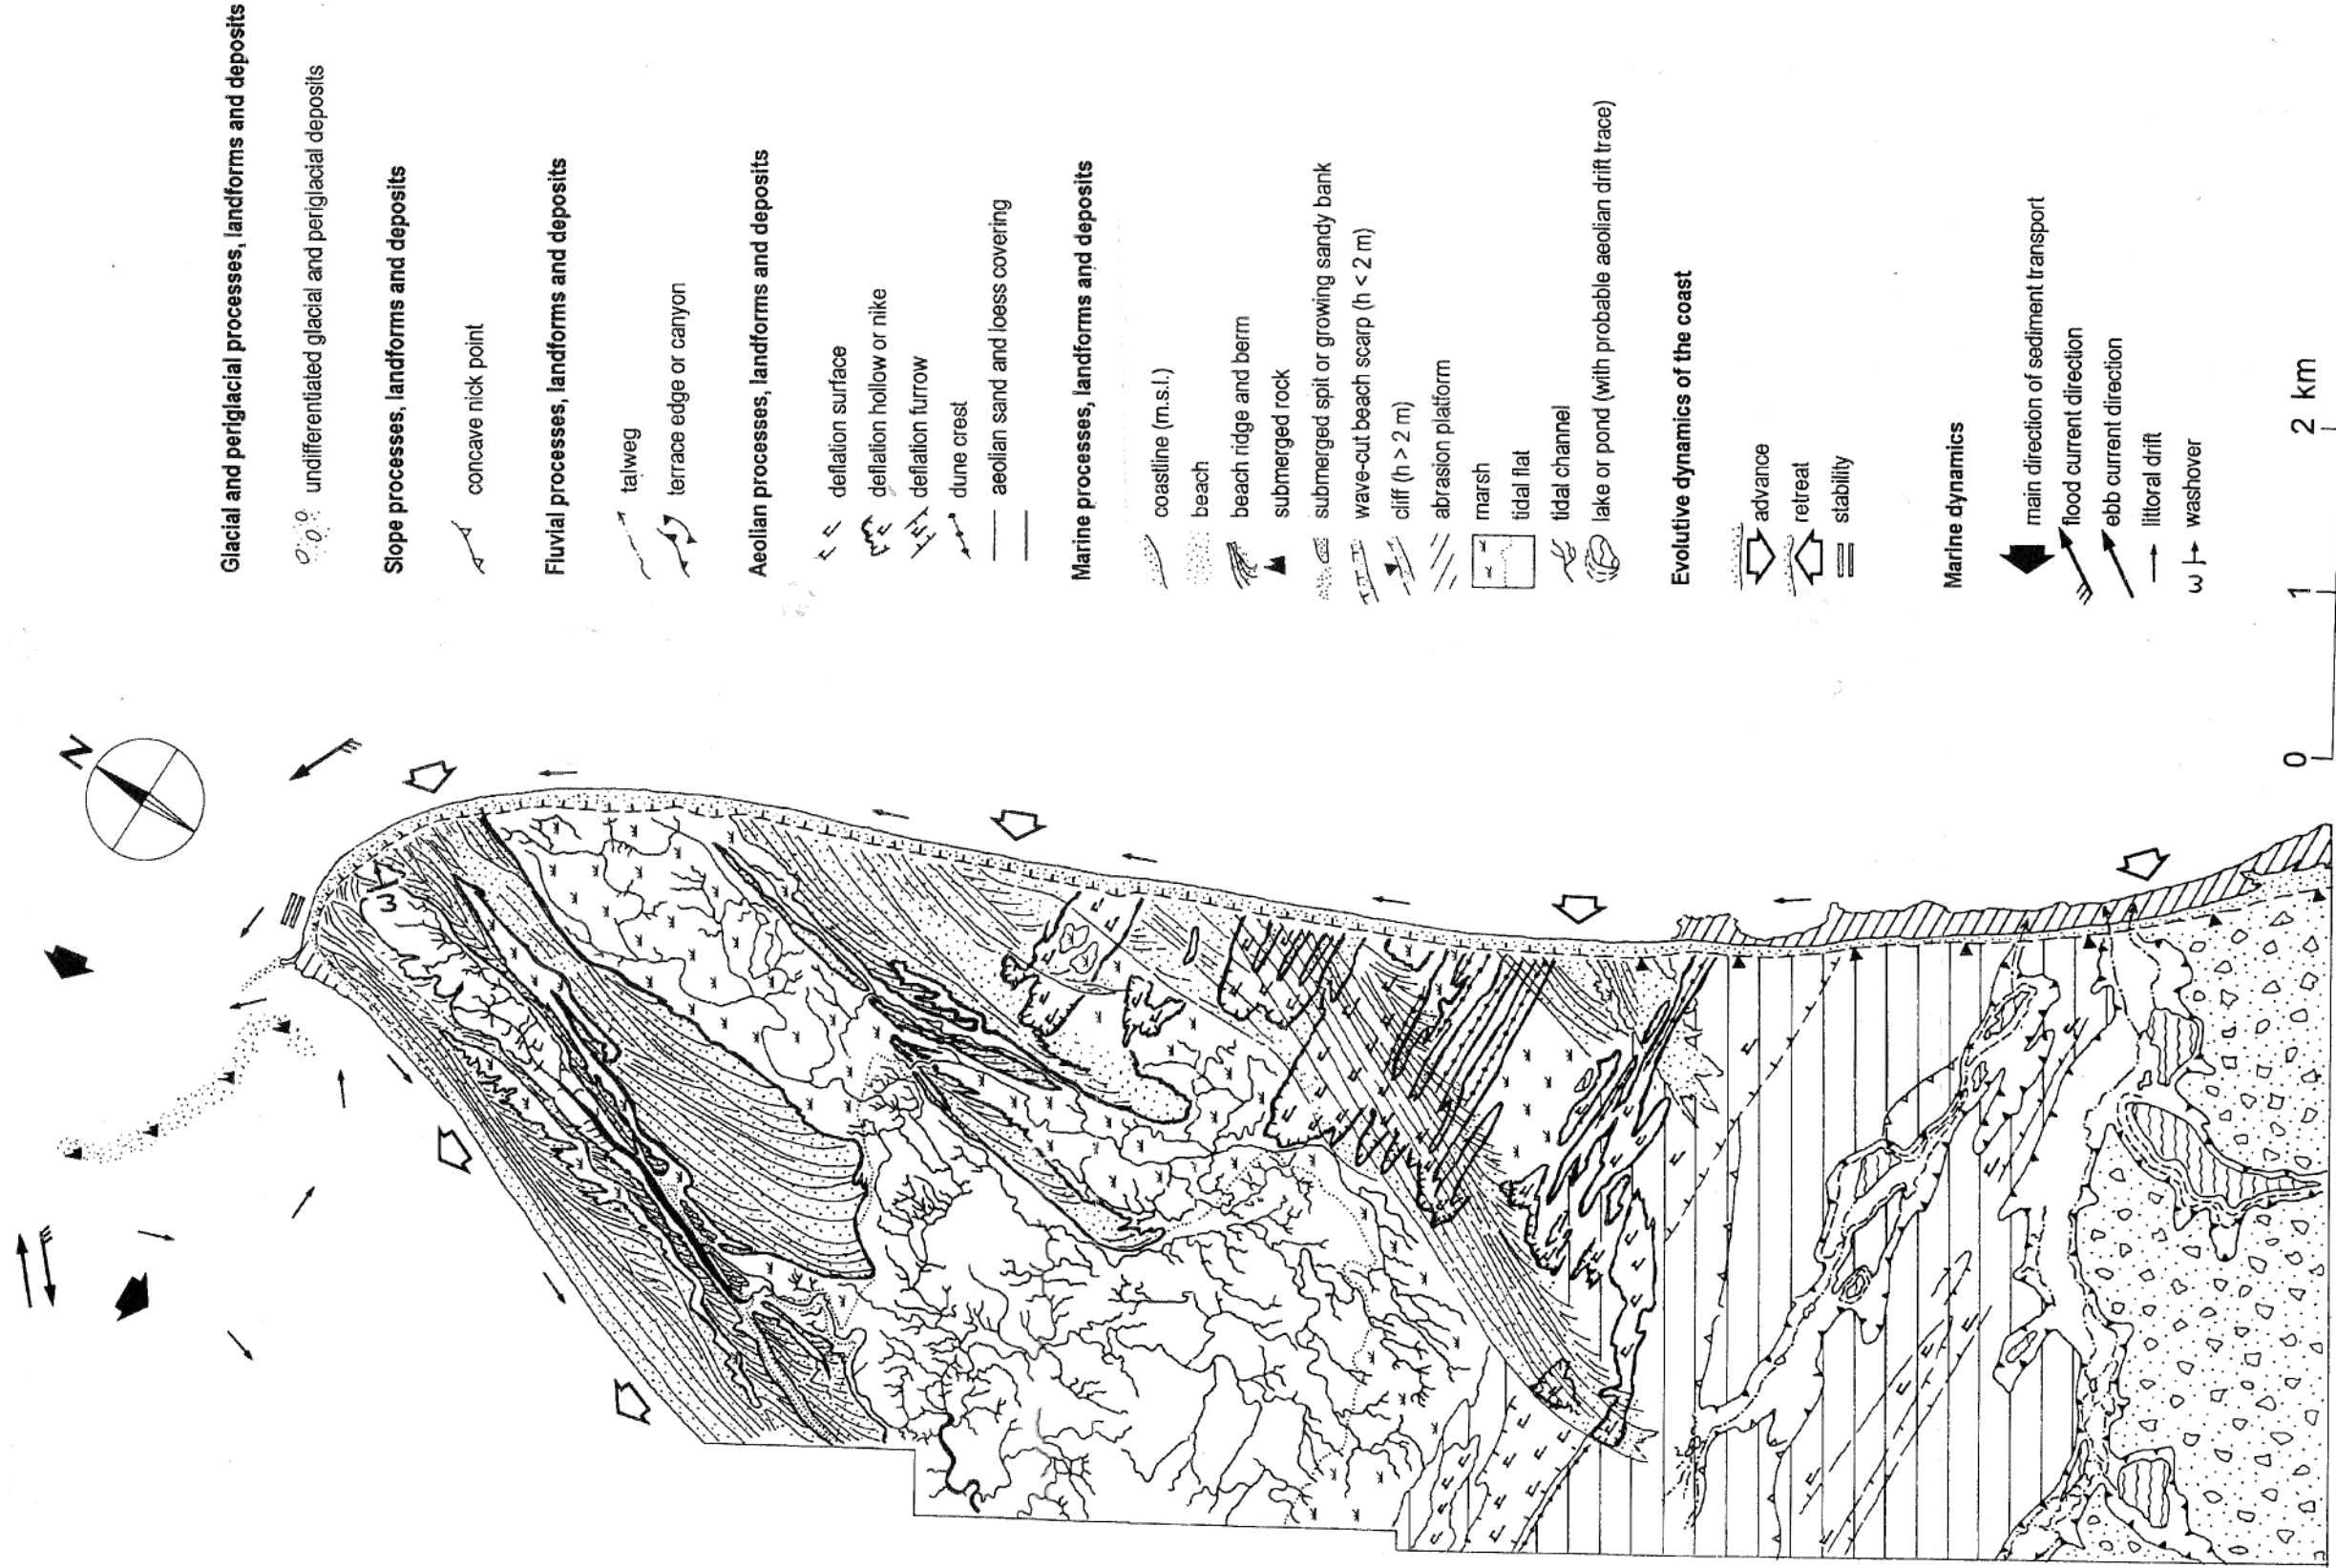 Glacial and periglacial processes, landforms and deposits
undifferentiated glacial and periglacial deposits
Slope processes, landforms and deposits
concave nick point
Fluvial processes, landforms and deposits
talweg
terrace edge or canyon
Aeolian processes, landforms and deposits
deflation surface
deflation hollow or nike
deflation furrow
dune crest
aeolian sand and loess covering
Marine processes, landforms and deposits
coastline (m.s.l.)
beach
beach ridge and berm
submerged rock
submerged spit or growing sandy bank
wave-cut beach scarp (h < 2 m)
cliff (h > 2 m)
abrasion platform
marsh
tidal flat
tidal channel
lake or pond (with probable aeolian drift trace)
Evolutive dynamics of the coast
advance
retreat
stability
Marine dynamics
main direction of sediment transport
flood current direction
ebb current direction
littoral drift
ω washover
N
ω
0 1 2 km